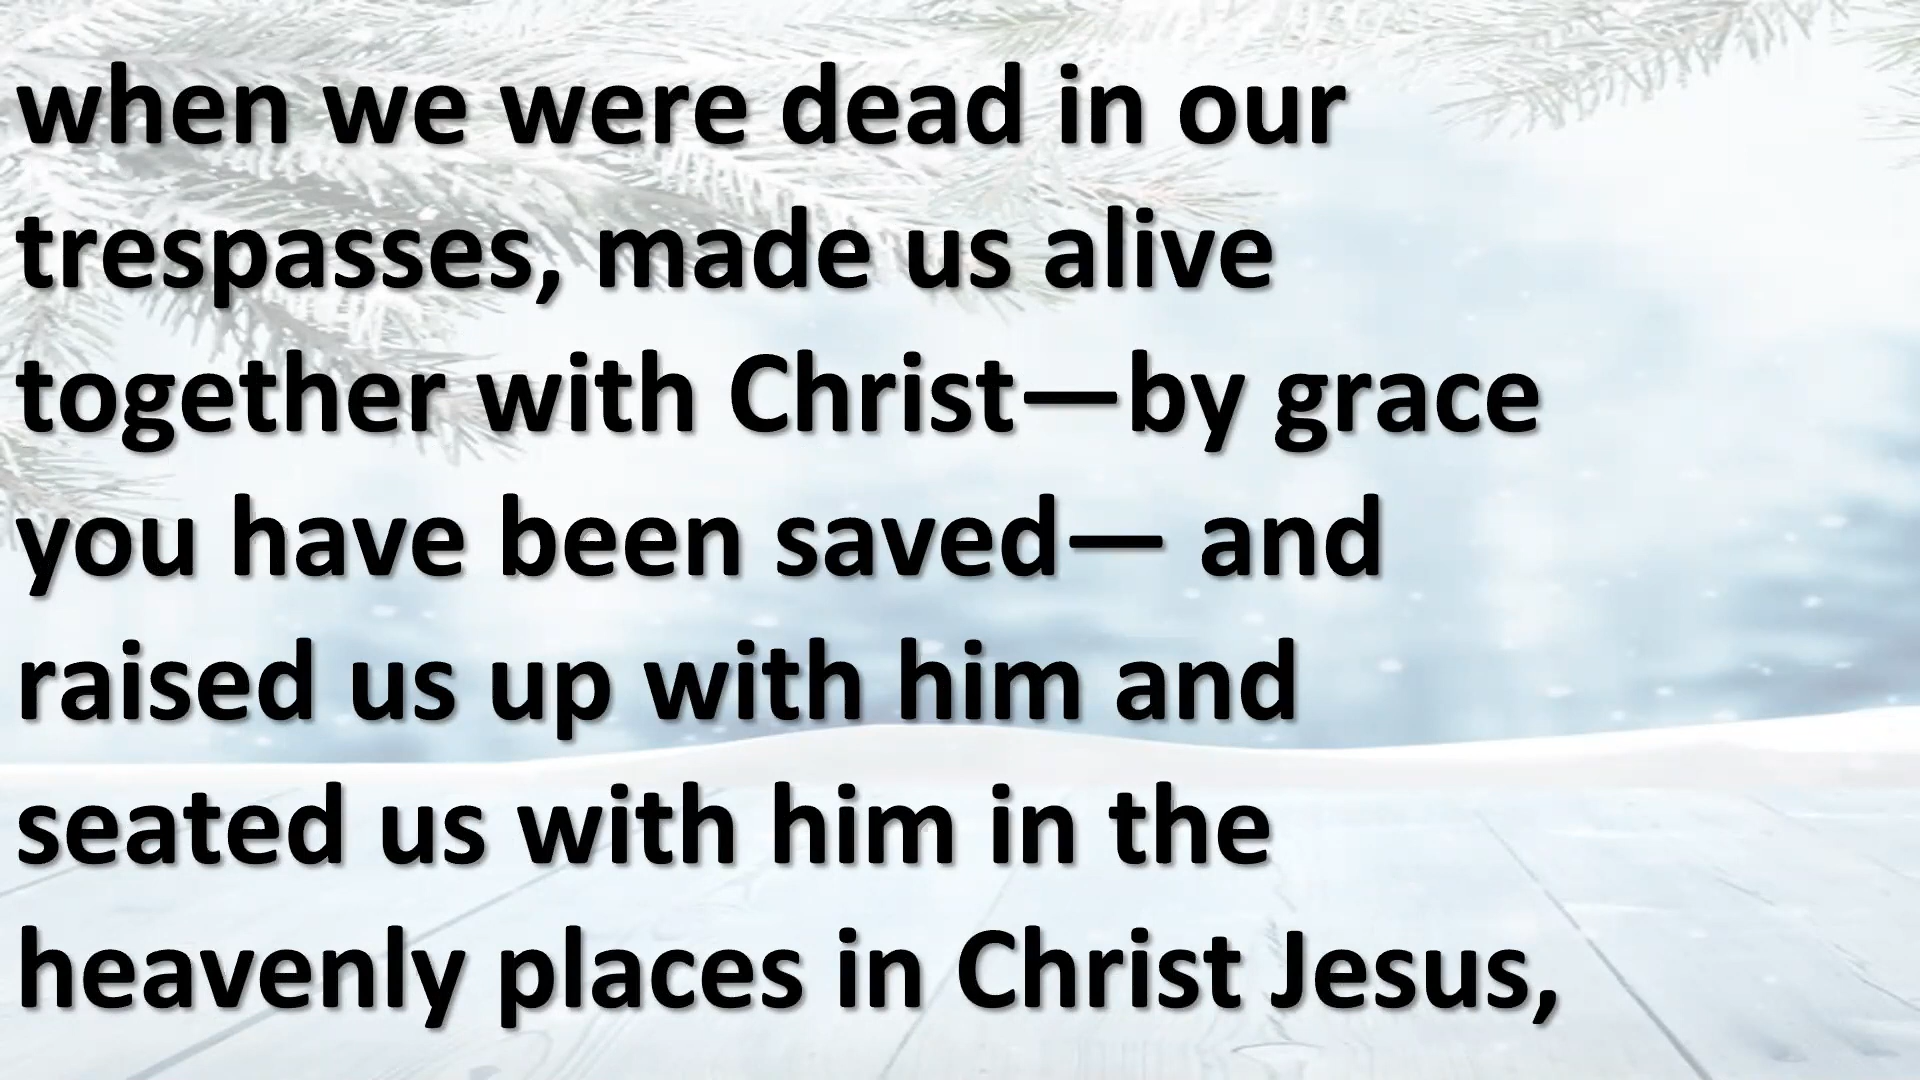 when we were dead in our
trespasses, made us alive
together with Christ—by grace
you have been saved— and
raised us up with him and
seated us with him in the
heavenly places in Christ Jesus,